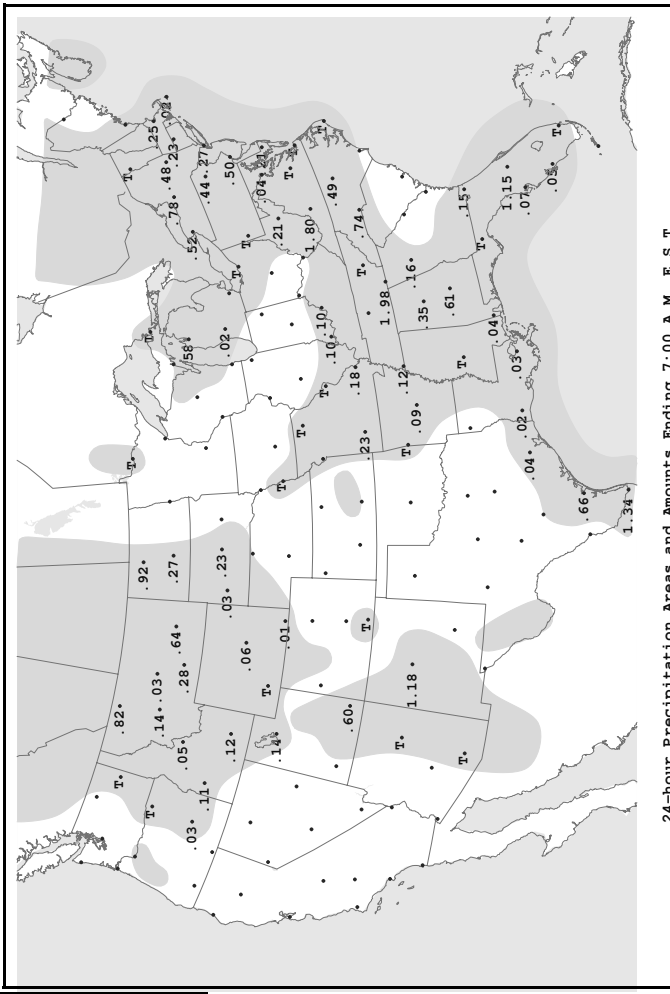 .82
T
T
T
.92
T
T
.25
.03
.14
.48
.02
.27
.78
.23
.64
.05
.28
.58
.03
.52
.11
.44
.27
.23
.02
.03
.50
.12
T
.06
T
.04
T
.14
.21
T
.01
T
T
1.80
.10
T
T
.10
.49
.60
.18
.74
T
.23
T
1.98
T
.12
T
.16
1.18
.09
.35
.61
T
.15
T
T
.04
1.15
.03
.02
.07
.04
.05
T
.66
1.34
24-hour Precipitation Areas and Amounts Ending 7:00 A.M. E.S.T.